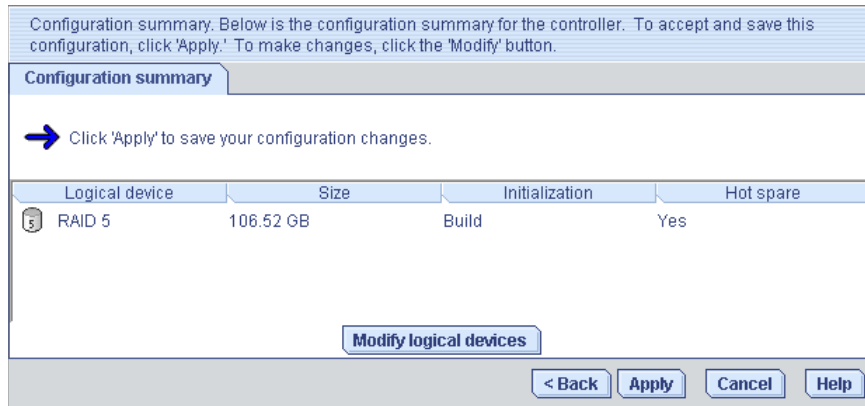 Configuration summary. Below is the configuration summary for the controller. To accept and save this
configuration, click 'Apply.' To make changes, click the 'Modify' button.
Configuration summary
Click 'Apply' to save your configuration changes.
Logical device Size Initialization Hot spare
5 RAID 5 106.52 GB Build Yes
Modify logical devices
< Back Apply Cancel Help